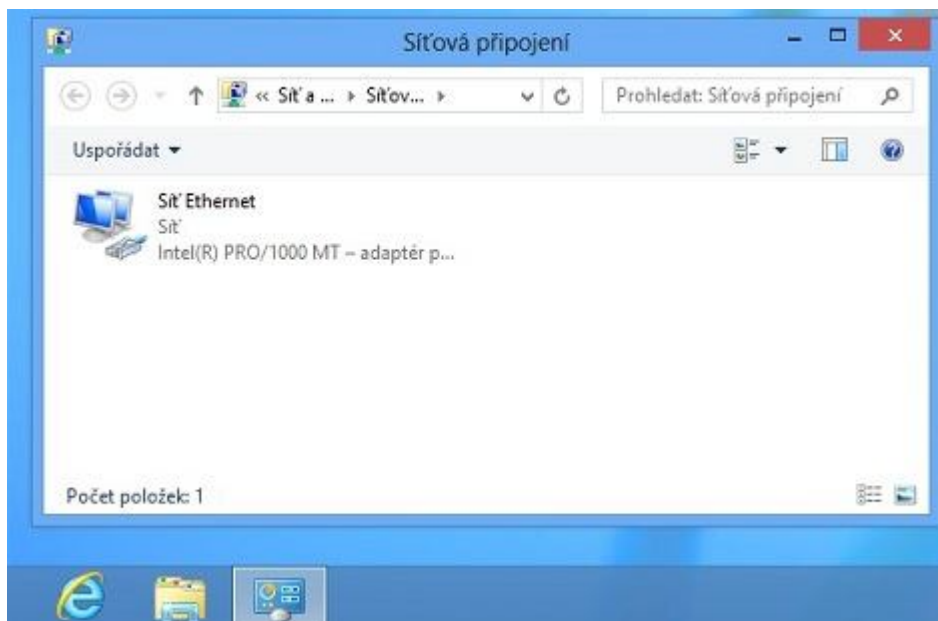 Síťová připojení
« Síť a ... Síťov...
Prohledat: Síťová připojení
Uspořádat
Síť Ethernet
Síť
Intel(R) PRO/1000 MT – adaptér p...
Počet položek: 1